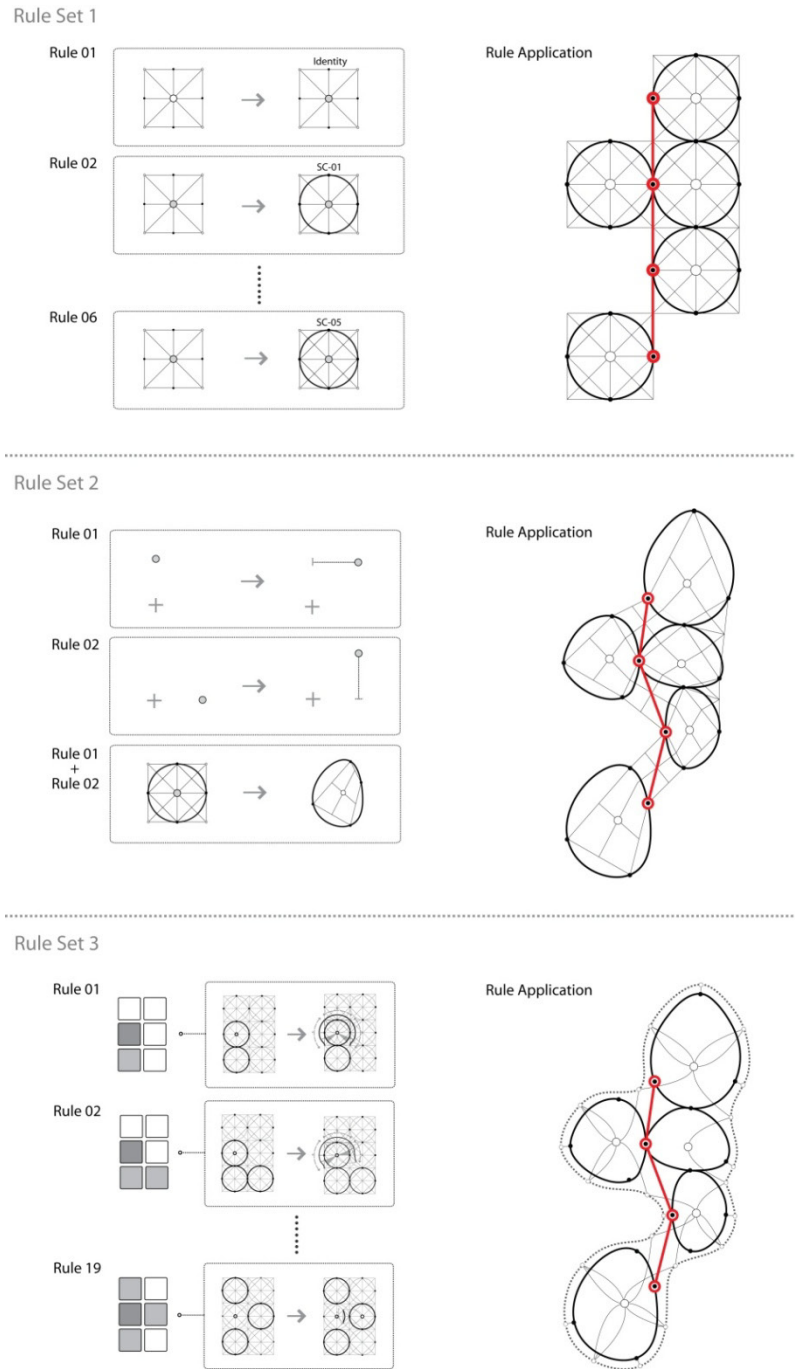 Rule Set 1
Rule 01
Identity
Rule Application
Rule 02
SC-01
Rule 06
SC-05
Rule Set 2
Rule 01
Rule Application
Rule 02
Rule 01
+
Rule 02
Rule Set 3
Rule 01
Rule Application
Rule 02
Rule 19